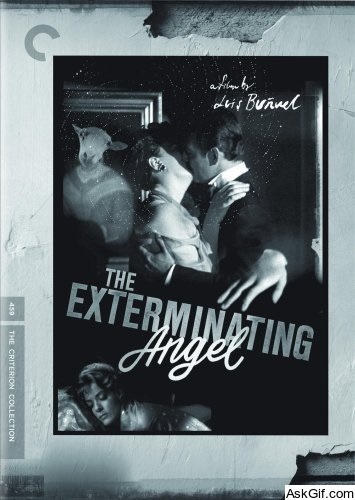 a film by
Luis Buñuel
THE
EXTERMINATING
Angel
459
THE CRITERION COLLECTION
AskGif.com